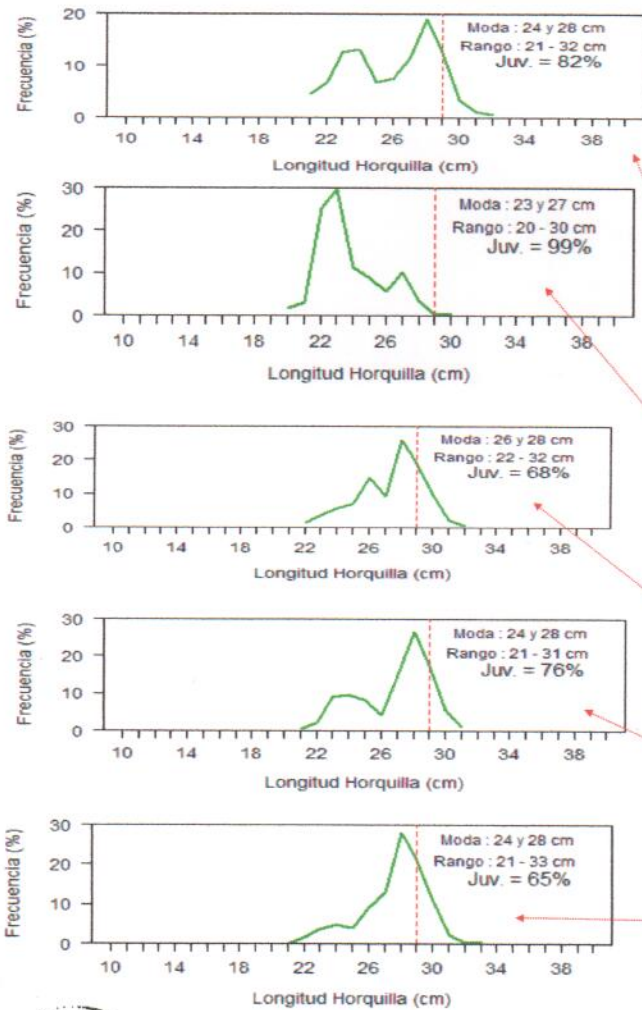 Frecuencia (%)
20
10
0
Moda : 24 y 28 cm
Rango : 21 - 32 cm
Juv. = 82%
10 14 18 22 26 30 34 38
Longitud Horquilla (cm)
Frecuencia (%)
30
20
10
0
Moda : 23 y 27 cm
Rango : 20 - 30 cm
Juv. = 99%
10 14 18 22 26 30 34 38
Longitud Horquilla (cm)
Frecuencia (%)
30
20
10
0
Moda : 26 y 28 cm
Rango : 22 - 32 cm
Juv. = 68%
10 14 18 22 26 30 34 38
Longitud Horquilla (cm)
Frecuencia (%)
30
20
10
0
Moda : 24 y 28 cm
Rango : 21 - 31 cm
Juv. = 76%
10 14 18 22 26 30 34 38
Longitud Horquilla (cm)
Frecuencia (%)
30
20
10
0
Moda : 24 y 28 cm
Rango : 21 - 33 cm
Juv. = 65%
10 14 18 22 26 30 34 38
Longitud Horquilla (cm)